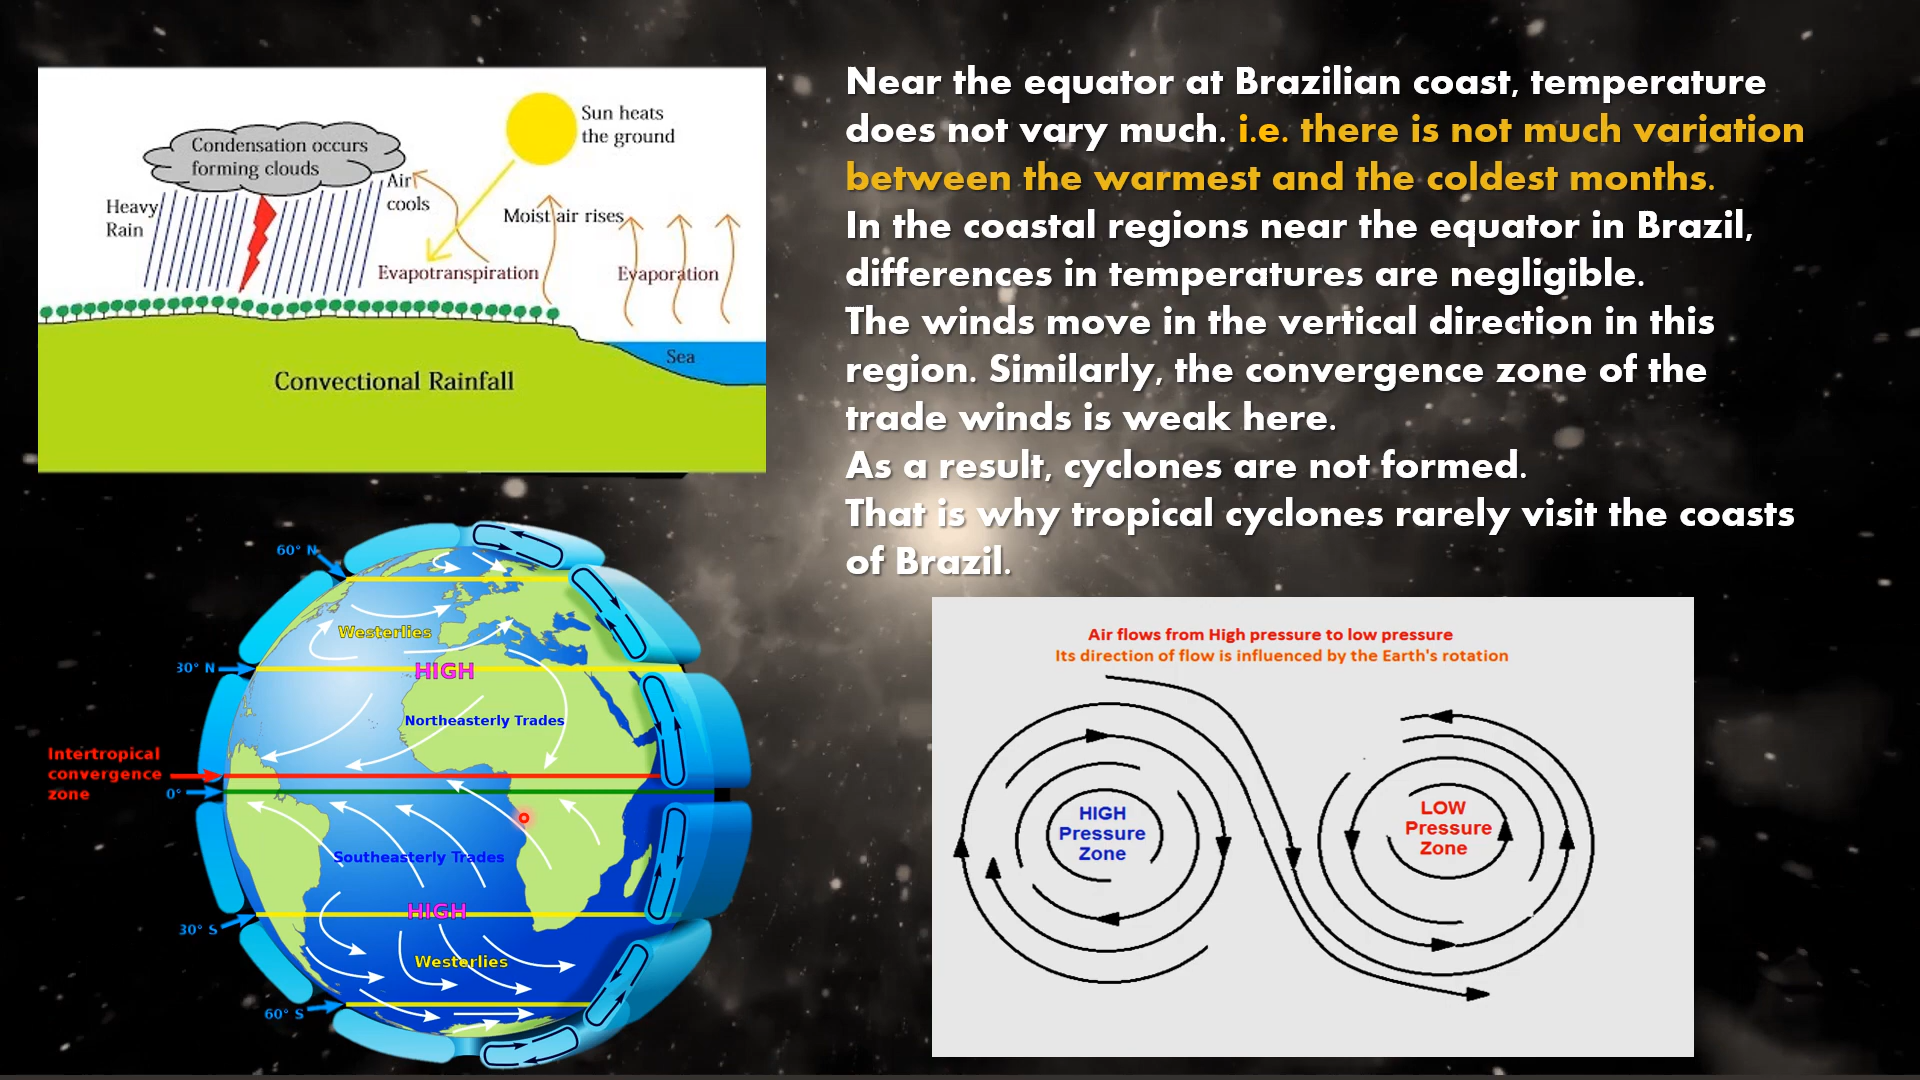 Near the equator at Brazilian coast, temperature
does not vary much. i.e. there is not much variation
between the warmest and the coldest months.
In the coastal regions near the equator in Brazil,
differences in temperatures are negligible.
The winds move in the vertical direction in this
region. Similarly, the convergence zone of the
trade winds is weak here.
As a result, cyclones are not formed.
That is why tropical cyclones rarely visit the coasts
of Brazil.
Sun heats
the ground
Condensation occurs
forming clouds
Air
cools
Heavy
Rain
Moist air rises
Evapotranspiration
Evaporation
Sea
Convectional Rainfall
60° N
Westerlies
30° N
HIGH
Northeasterly Trades
Intertropical
convergence
zone
0°
Southeasterly Trades
HIGH
30° S
Westerlies
60° S
Air flows from High pressure to low pressure
Its direction of flow is influenced by the Earth's rotation
HIGH
Pressure
Zone
LOW
Pressure
Zone